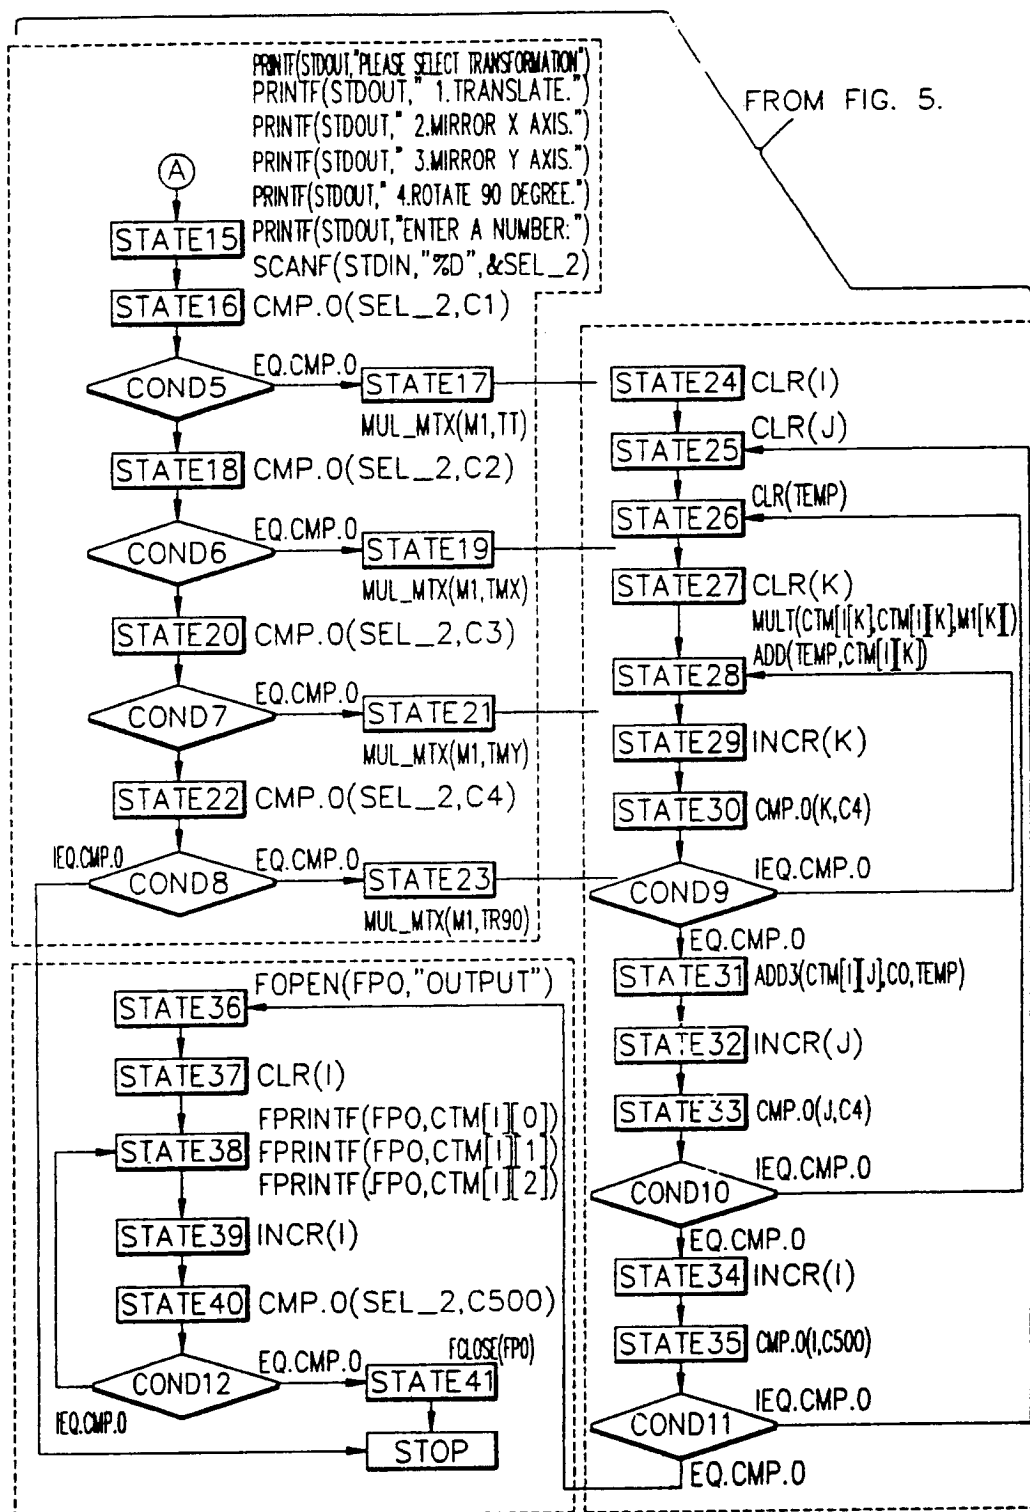 PRINTF(STDOUT,"PLEASE SELECT TRANSFORMATION")
PRINTF(STDOUT," 1.TRANSLATE.")
PRINTF(STDOUT," 2.MIRROR X AXIS.")
PRINTF(STDOUT," 3.MIRROR Y AXIS.")
PRINTF(STDOUT," 4.ROTATE 90 DEGREE.")
PRINTF(STDOUT,"ENTER A NUMBER:")
SCANF(STDIN,"%D",&SEL_2)
FROM FIG. 5.
A
STATE15
STATE16 CMP.0(SEL_2,C1)
COND5 EQ.CMP.0 STATE17
MUL_MTX(M1,TT)
STATE18 CMP.0(SEL_2,C2)
COND6 EQ.CMP.0 STATE19
MUL_MTX(M1,TMX)
STATE20 CMP.0(SEL_2,C3)
COND7 EQ.CMP.0 STATE21
MUL_MTX(M1,TMY)
STATE22 CMP.0(SEL_2,C4)
IEQ.CMP.0 COND8 EQ.CMP.0 STATE23
MUL_MTX(M1,TR90)
STATE24 CLR(I)
CLR(J)
STATE25
CLR(TEMP)
STATE26
STATE27 CLR(K)
MULT(CTM[I[K],CTM[I][K],M1[K])
ADD(TEMP,CTM[I][K])
STATE28
STATE29 INCR(K)
STATE30 CMP.0(K,C4)
COND9 IEQ.CMP.0
EQ.CMP.0
STATE31 ADD3(CTM[I][J],C0,TEMP)
STATE32 INCR(J)
STATE33 CMP.0(J,C4)
COND10 IEQ.CMP.0
EQ.CMP.0
STATE34 INCR(I)
STATE35 CMP.0(I,C500)
COND11 IEQ.CMP.0
EQ.CMP.0
FOPEN(FPO,"OUTPUT")
STATE36
STATE37 CLR(I)
FPRINTF(FPO,CTM[I][0])
STATE38 FPRINTF(FPO,CTM[I][1])
FPRINTF(FPO,CTM[I][2])
STATE39 INCR(I)
STATE40 CMP.0(SEL_2,C500)
FCLOSE(FPO)
COND12 EQ.CMP.0 STATE41
IEQ.CMP.0
STOP